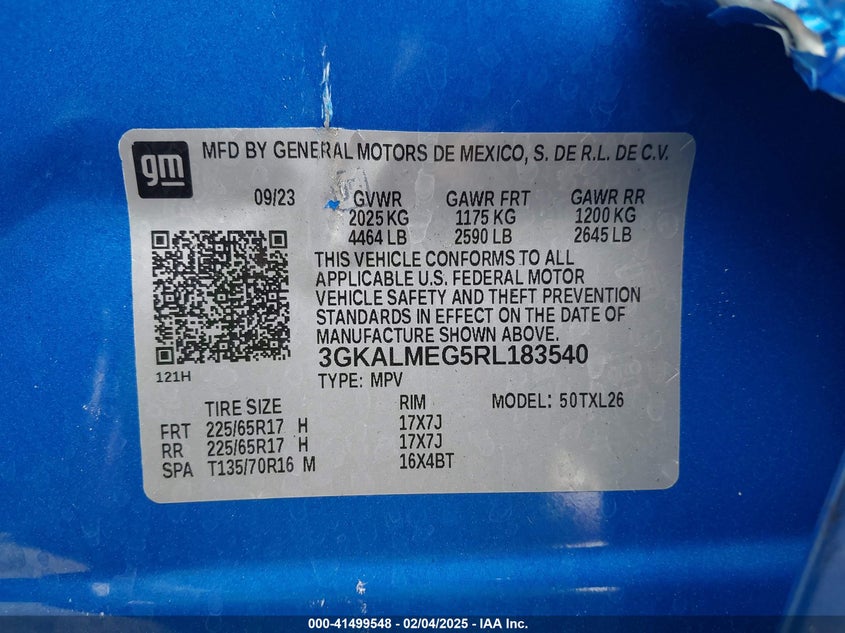 gm
MFD BY GENERAL MOTORS DE MEXICO, S. DE R.L. DE C.V.
09/23 GVWR GAWR FRT GAWR RR
2025 KG 1175 KG 1200 KG
4464 LB 2590 LB 2645 LB
THIS VEHICLE CONFORMS TO ALL
APPLICABLE U.S. FEDERAL MOTOR
VEHICLE SAFETY AND THEFT PREVENTION
STANDARDS IN EFFECT ON THE DATE OF
MANUFACTURE SHOWN ABOVE.
3GKALMEG5RL183540
121H
TYPE: MPV
TIRE SIZE RIM MODEL: 50TXL26
FRT 225/65R17 H 17X7J
RR 225/65R17 H 17X7J
SPA T135/70R16 M 16X4BT
000-41499548 - 02/04/2025 - IAA Inc.